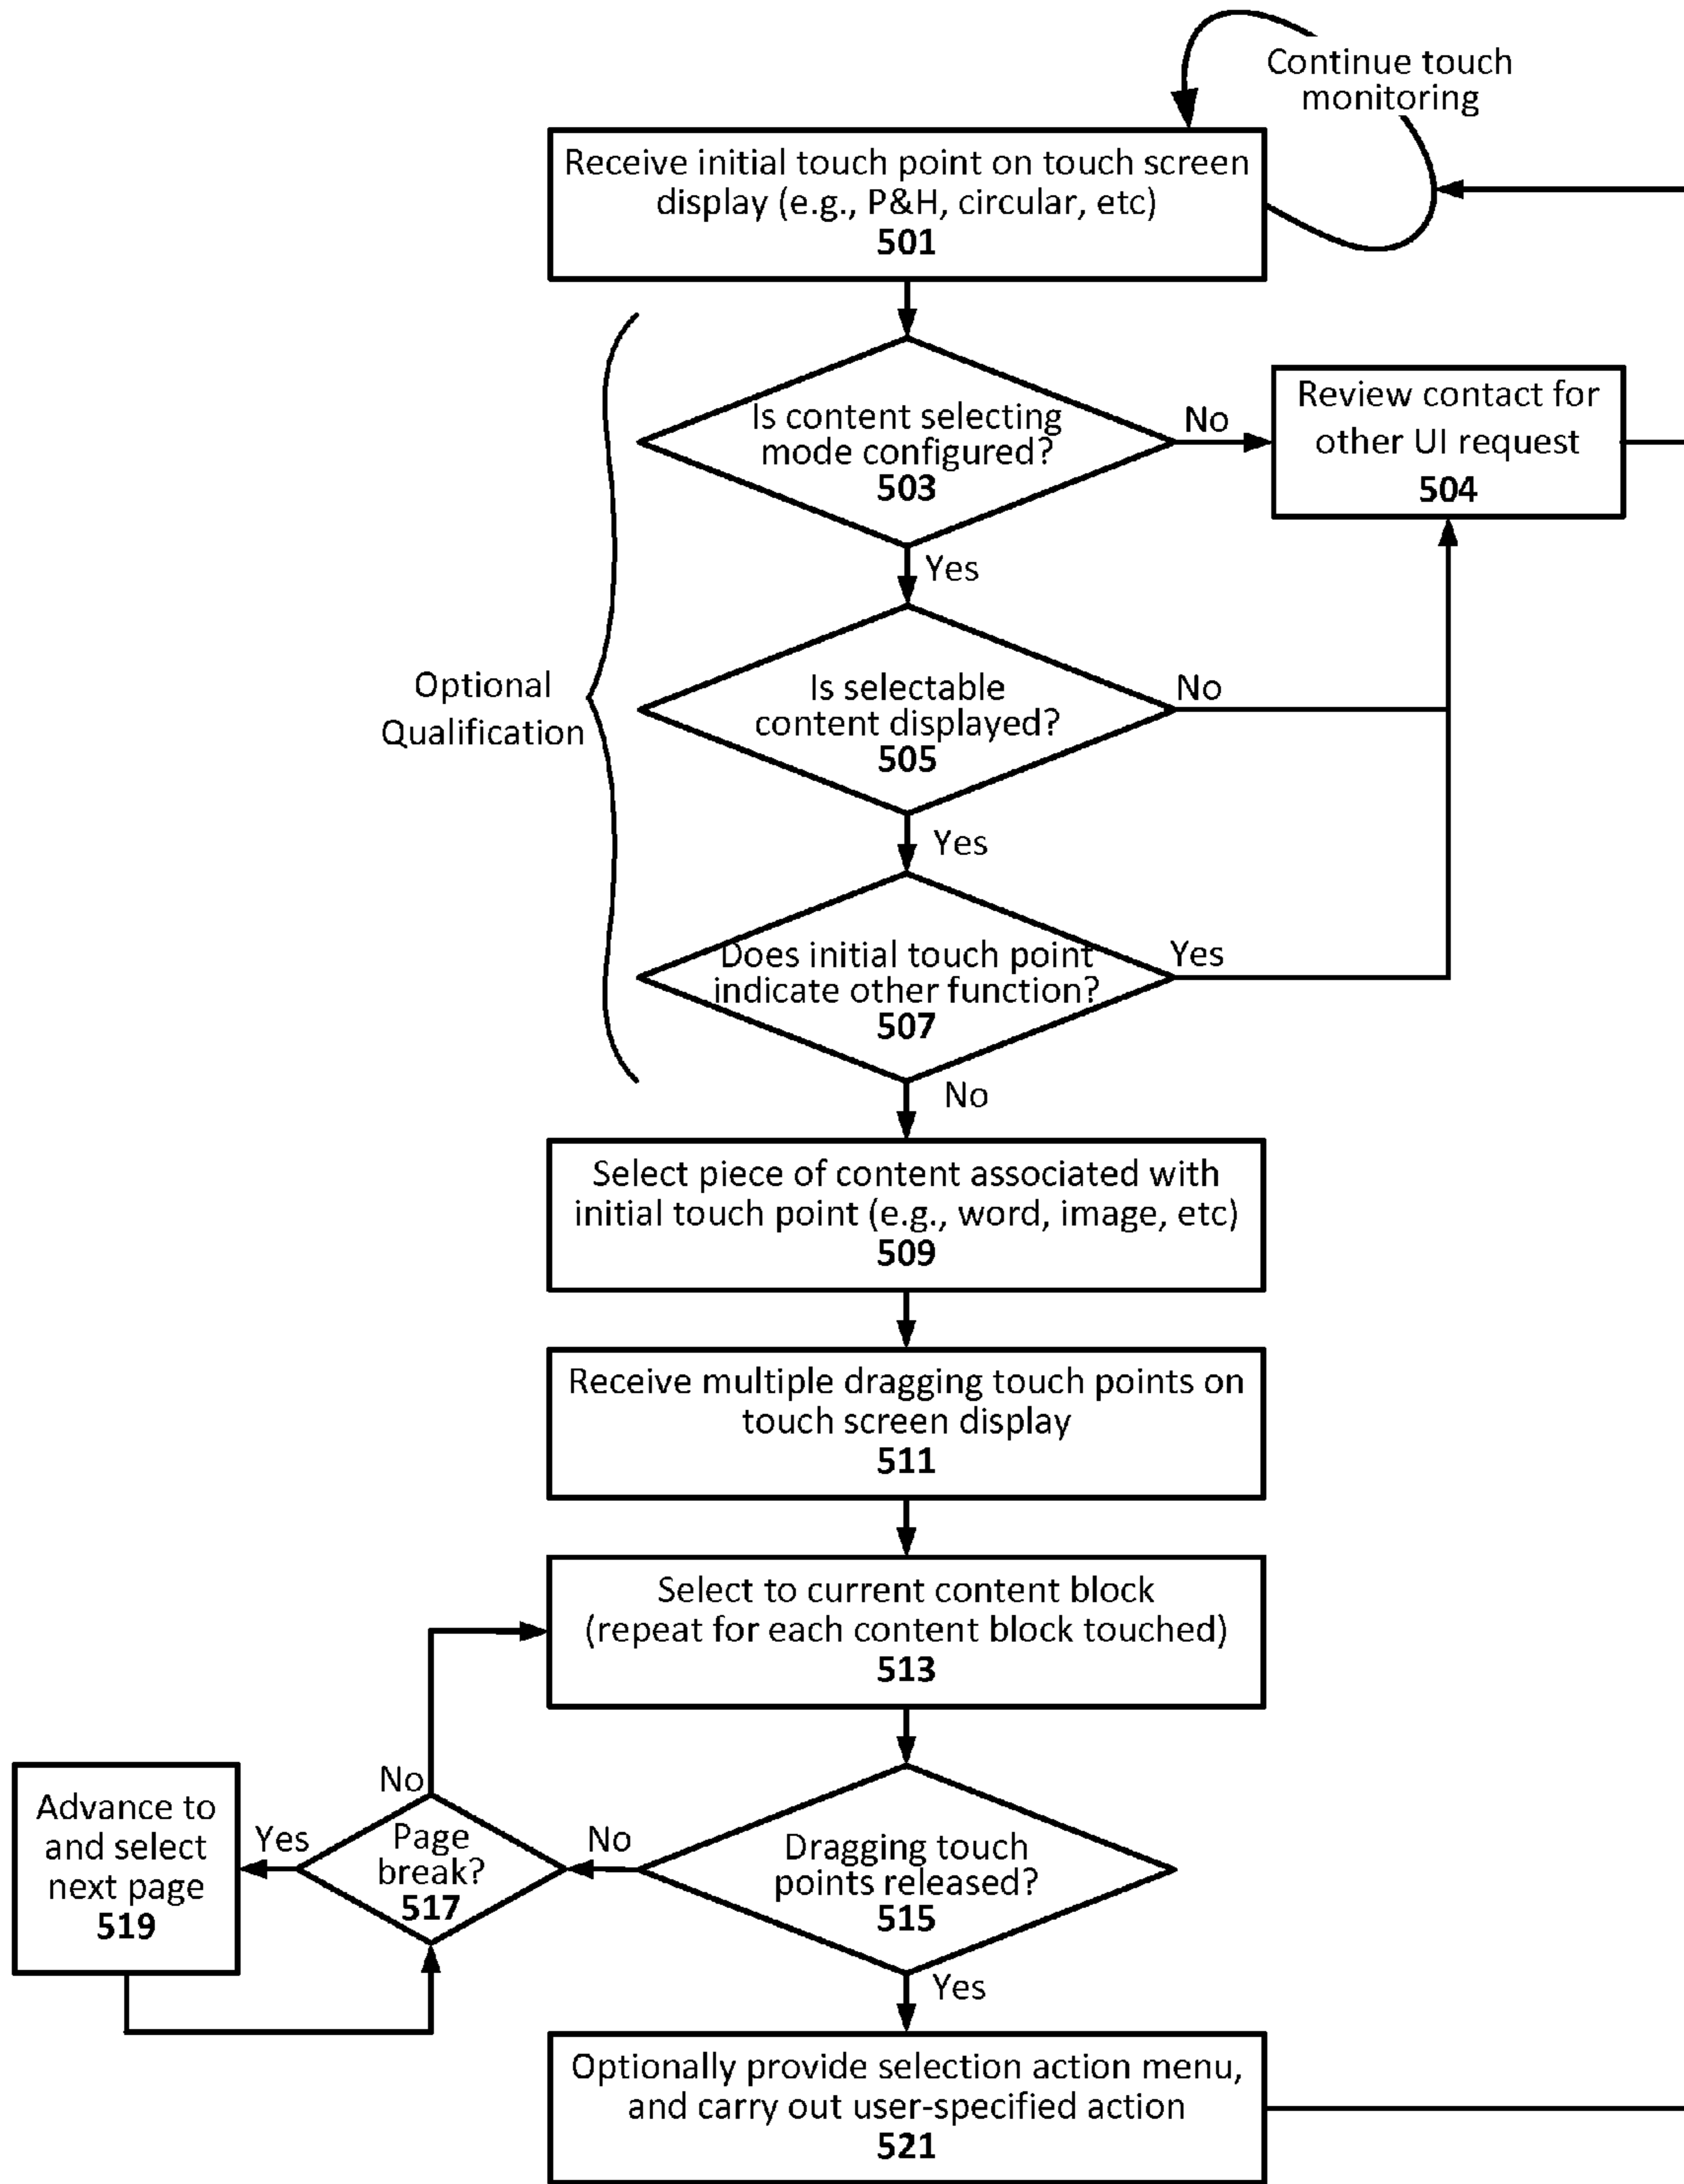 Continue touch
monitoring
Receive initial touch point on touch screen
display (e.g., P&H, circular, etc)
501
Is content selecting
mode configured?
503
No
Review contact for
other UI request
504
Yes
Optional
Qualification
Is selectable
content displayed?
505
No
Yes
Does initial touch point
indicate other function?
507
Yes
No
Select piece of content associated with
initial touch point (e.g., word, image, etc)
509
Receive multiple dragging touch points on
touch screen display
511
Select to current content block
(repeat for each content block touched)
513
Dragging touch
points released?
515
No
Page
break?
517
No
Yes
Advance to
and select
next page
519
Yes
Optionally provide selection action menu,
and carry out user-specified action
521